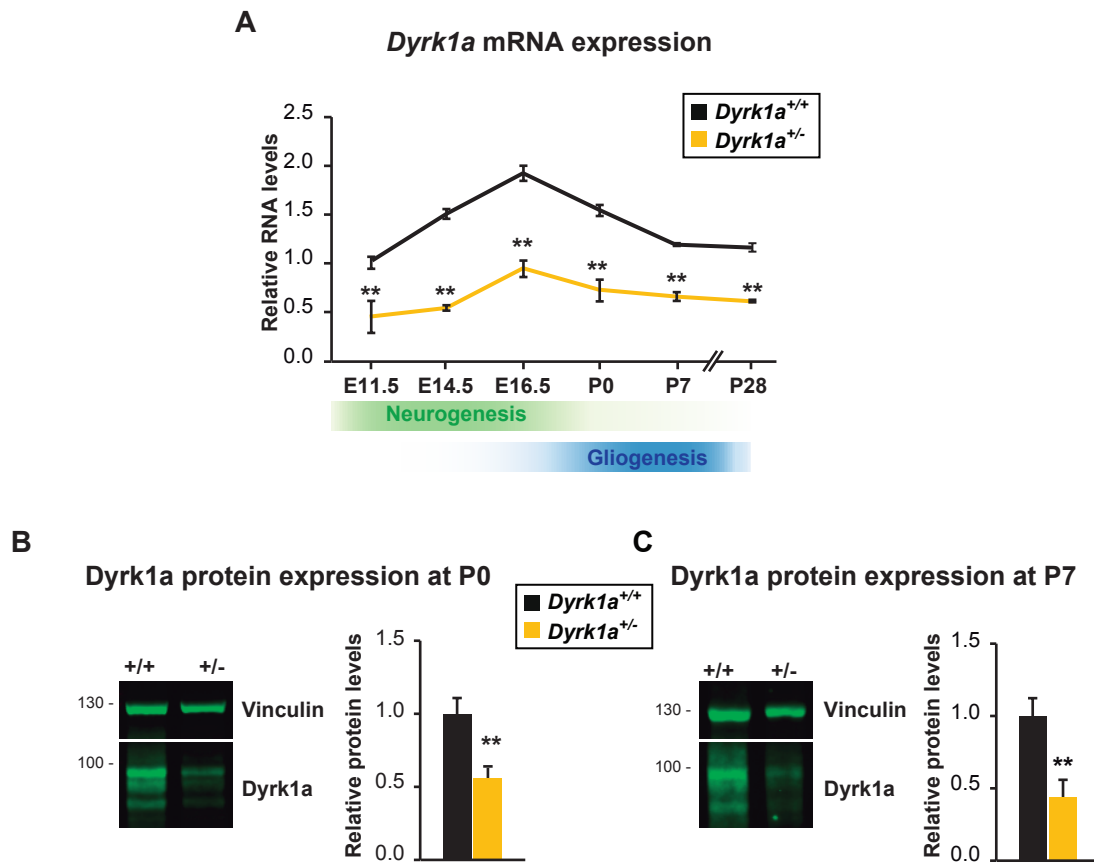 A
Dyrk1a mRNA expression
Dyrk1a+/+
Dyrk1a+/-
Relative RNA levels
2.5
2.0
1.5
1.0
0.5
0.0
** ** ** ** ** **
E11.5 E14.5 E16.5 P0 P7 P28
Neurogenesis
Gliogenesis
B
Dyrk1a protein expression at P0
Dyrk1a+/+
Dyrk1a+/-
+/+ +/-
130 - Vinculin
100 - Dyrk1a
Relative protein levels
1.5
1.0
0.5
0.0
**
C
Dyrk1a protein expression at P7
+/+ +/-
130 - Vinculin
100 - Dyrk1a
Relative protein levels
1.5
1.0
0.5
0.0
**